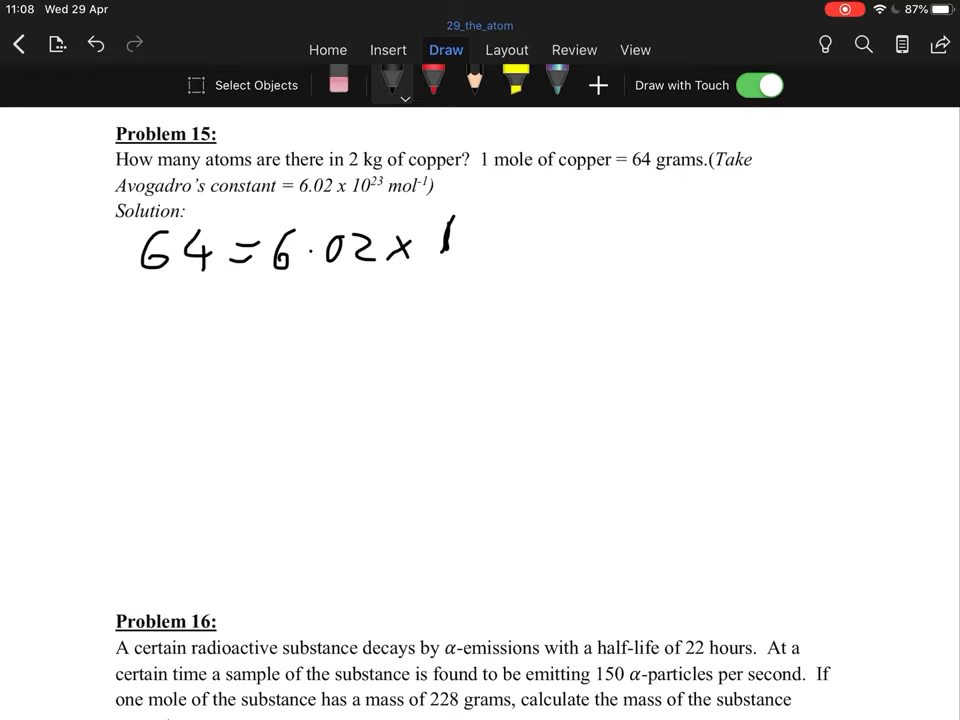 11:08 Wed 29 Apr
87%
29_the_atom
Home Insert Draw Layout Review View
Select Objects
Draw with Touch
Problem 15:
How many atoms are there in 2 kg of copper? 1 mole of copper = 64 grams.(Take
Avogadro's constant = 6.02 x 10²³ mol⁻¹)
Solution:
64 = 6.02 x 1
Problem 16:
A certain radioactive substance decays by α-emissions with a half-life of 22 hours. At a
certain time a sample of the substance is found to be emitting 150 α-particles per second. If
one mole of the substance has a mass of 228 grams, calculate the mass of the substance